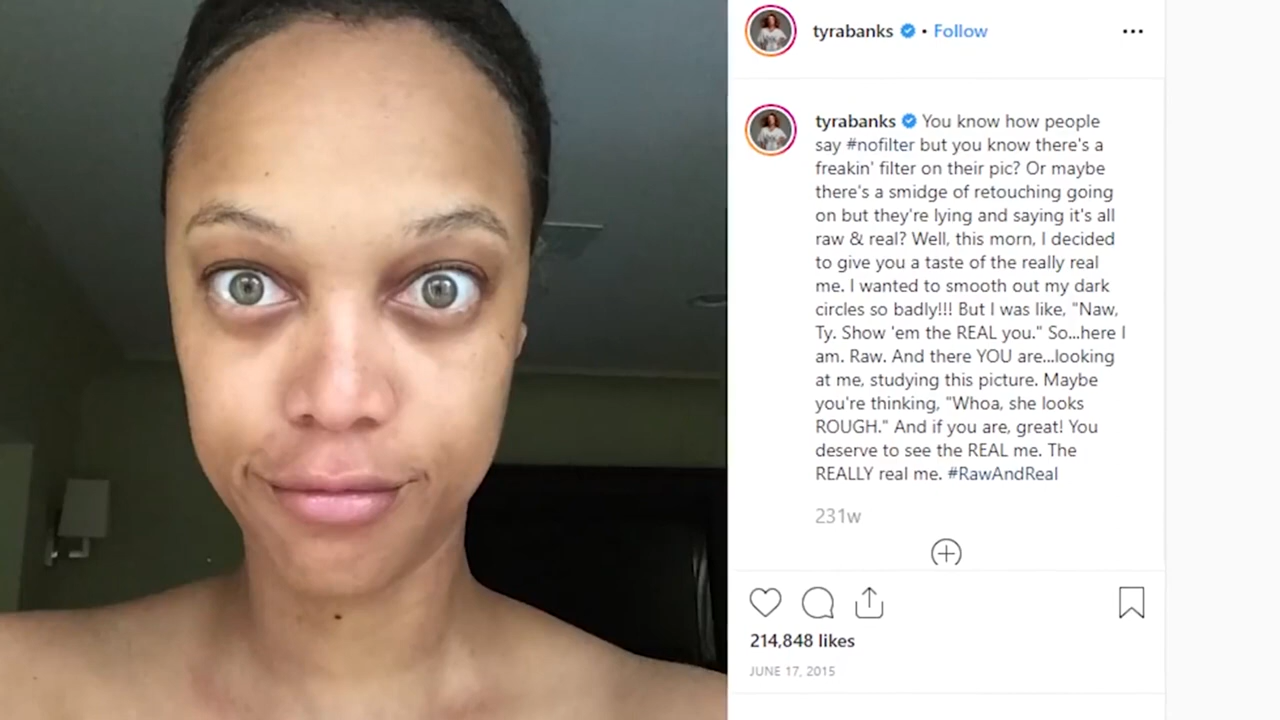 tyrabanks • Follow
tyrabanks You know how people
say #nofilter but you know there's a
freakin' filter on their pic? Or maybe
there's a smidge of retouching going
on but they're lying and saying it's all
raw & real? Well, this morn, I decided
to give you a taste of the really real
me. I wanted to smooth out my dark
circles so badly!!! But I was like, "Naw,
Ty. Show 'em the REAL you." So...here I
am. Raw. And there YOU are...looking
at me, studying this picture. Maybe
you're thinking, "Whoa, she looks
ROUGH." And if you are, great! You
deserve to see the REAL me. The
REALLY real me. #RawAndReal
231w
214,848 likes
JUNE 17, 2015